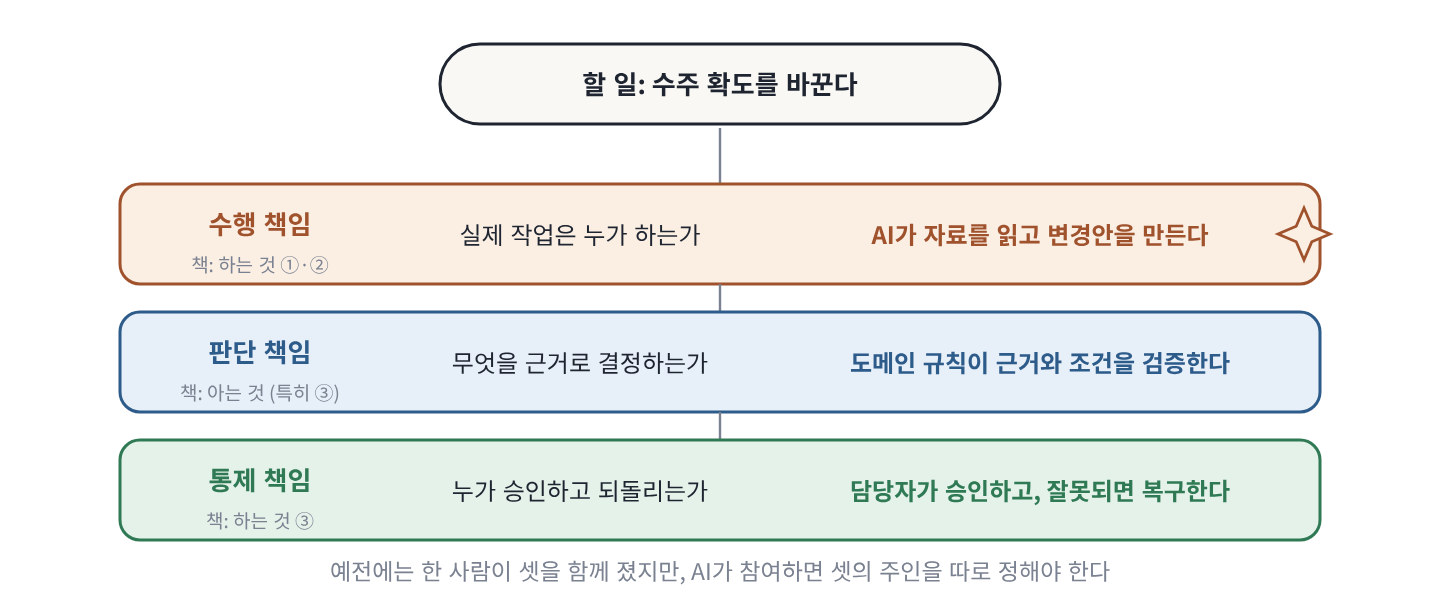 할 일: 수주 확도를 바꾼다
수행 책임
책: 하는 것 ①·②
실제 작업은 누가 하는가
AI가 자료를 읽고 변경안을 만든다
판단 책임
책: 아는 것 (특히 ③)
무엇을 근거로 결정하는가
도메인 규칙이 근거와 조건을 검증한다
통제 책임
책: 하는 것 ③
누가 승인하고 되돌리는가
담당자가 승인하고, 잘못되면 복구한다
예전에는 한 사람이 셋을 함께 졌지만, AI가 참여하면 셋의 주인을 따로 정해야 한다